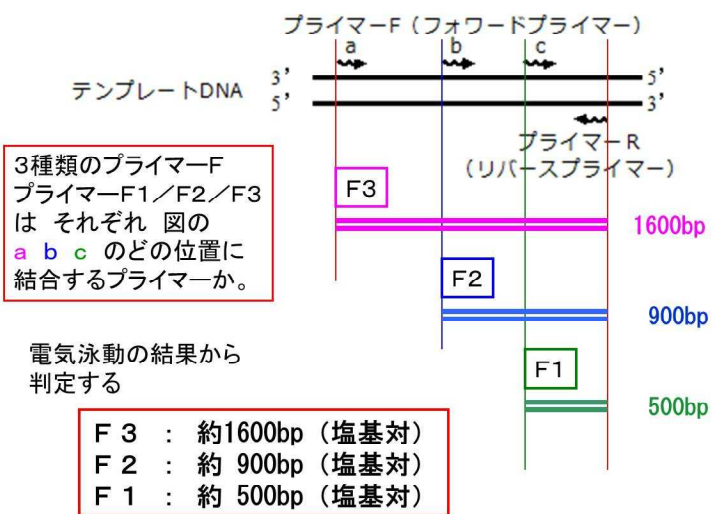 プライマーF（フォワードプライマー）
a b c
テンプレートDNA
3’ 5’
5’ 3’
プライマーR
（リバースプライマー）
3種類のプライマーF
プライマーF1／F2／F3
は それぞれ 図の
a b c のどの位置に
結合するプライマーか。
F3
1600bp
F2
900bp
F1
500bp
電気泳動の結果から
判定する
F3 ： 約1600bp（塩基対）
F2 ： 約 900bp（塩基対）
F1 ： 約 500bp（塩基対）